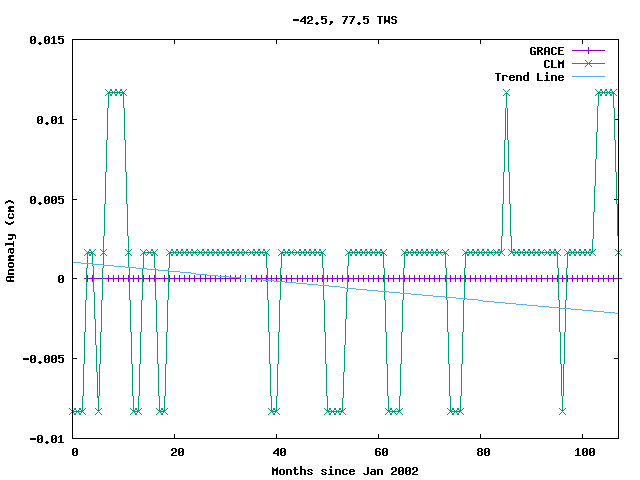 -42.5, 77.5 TWS
0.015
0.01
0.005
0
-0.005
-0.01
Anomaly (cm)
GRACE
CLM
Trend Line
0 20 40 60 80 100
Months since Jan 2002